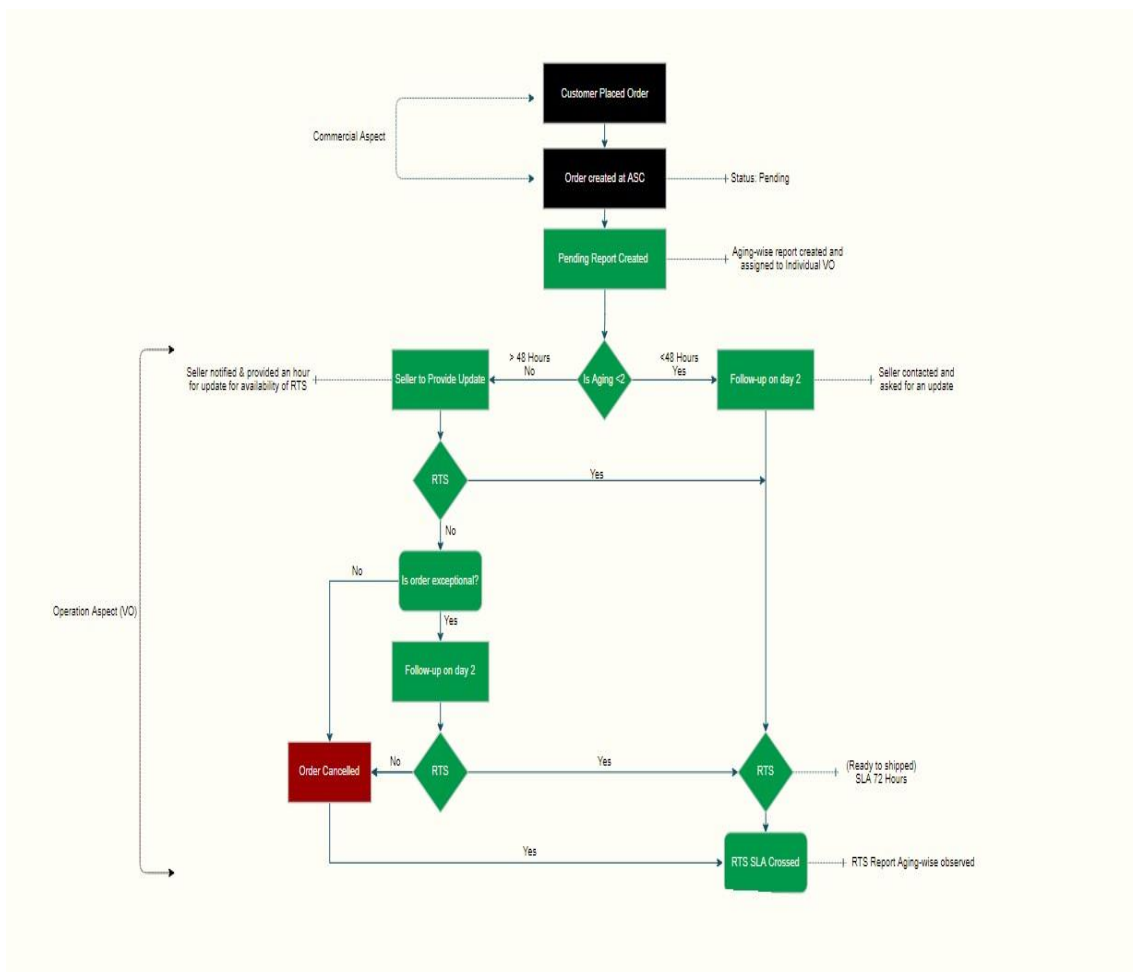 Customer Placed Order
Commercial Aspect
Order created at ASC
Status: Pending
Pending Report Created
Aging-wise report created and
assigned to Individual VO
> 48 Hours
No
<48 Hours
Yes
Seller notified & provided an hour
for update for availability of RTS
Seller to Provide Update
Is Aging <2
Follow-up on day 2
Seller contacted and
asked for an update
RTS
Yes
No
No
Is order exceptional?
Operation Aspect (VO)
Yes
Follow-up on day 2
Order Cancelled
No
RTS
Yes
RTS
(Ready to shipped)
SLA 72 Hours
Yes
RTS SLA Crossed
RTS Report Aging-wise observed